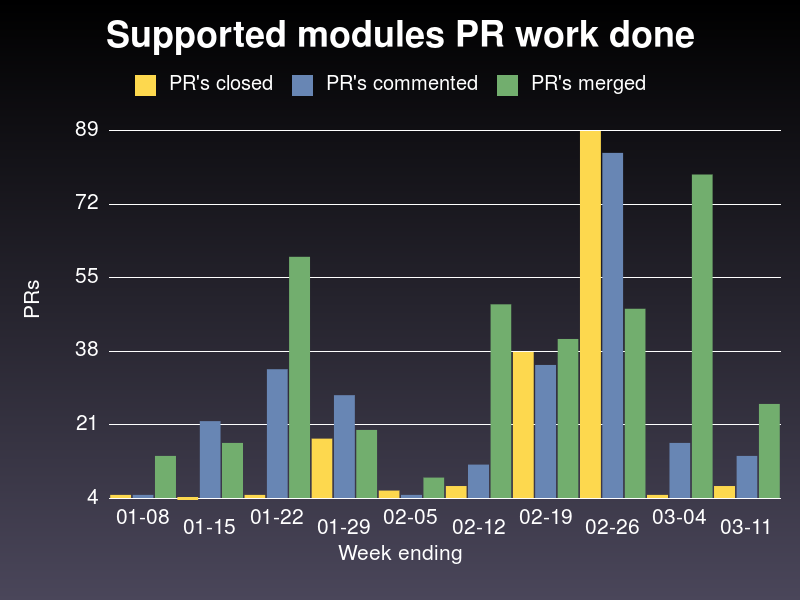 Supported modules PR work done
PR's closed PR's commented PR's merged
89
72
55
38
21
4
PRs
01-08 01-15 01-22 01-29 02-05 02-12 02-19 02-26 03-04 03-11
Week ending